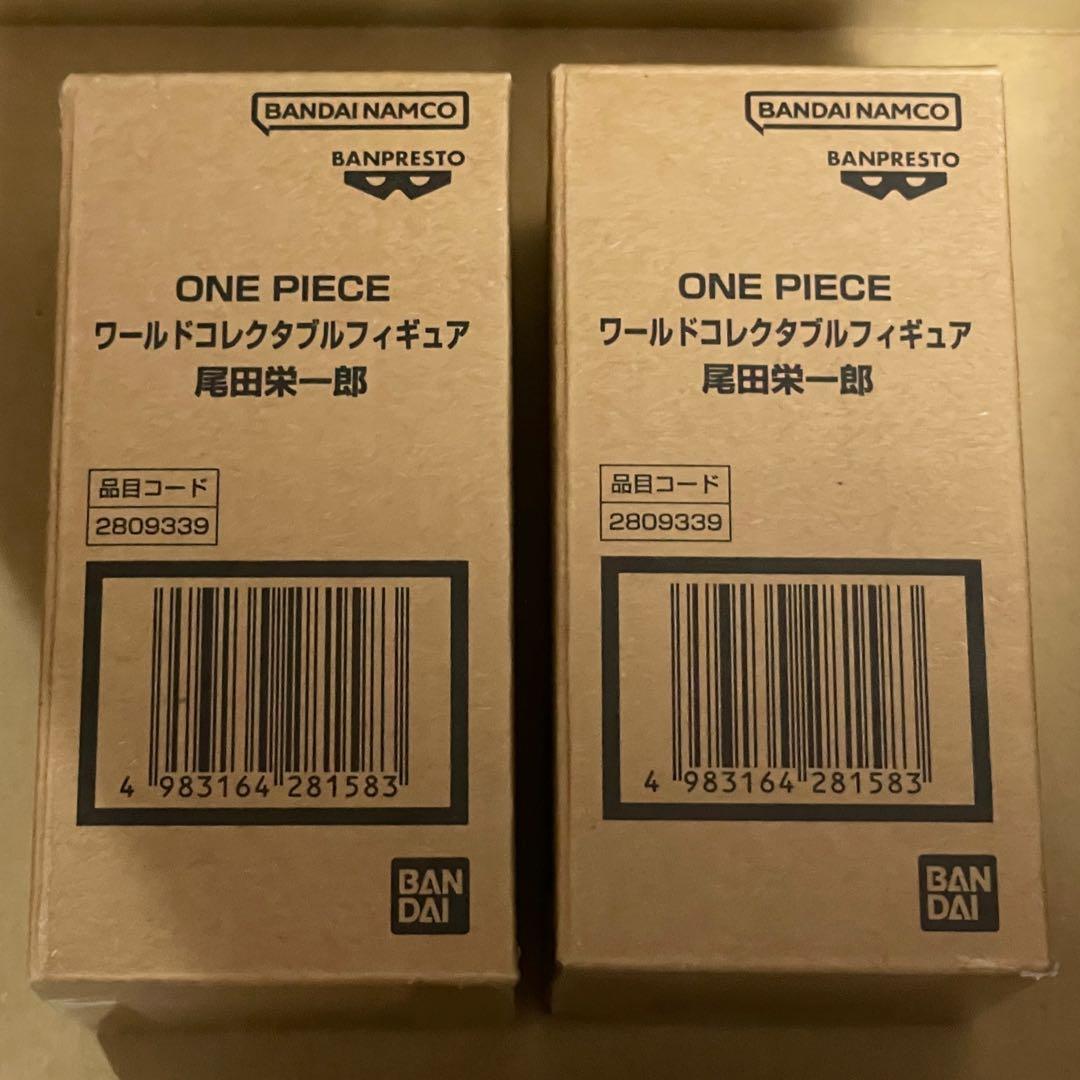 BANDAI NAMCO
BANPRESTO
ONE PIECE
ワールドコレクタブルフィギュア
尾田栄一郎
品目コード
2809339
4 983164 281583
BAN
DAI
BANDAI NAMCO
BANPRESTO
ONE PIECE
ワールドコレクタブルフィギュア
尾田栄一郎
品目コード
2809339
4 983164 281583
BAN
DAI